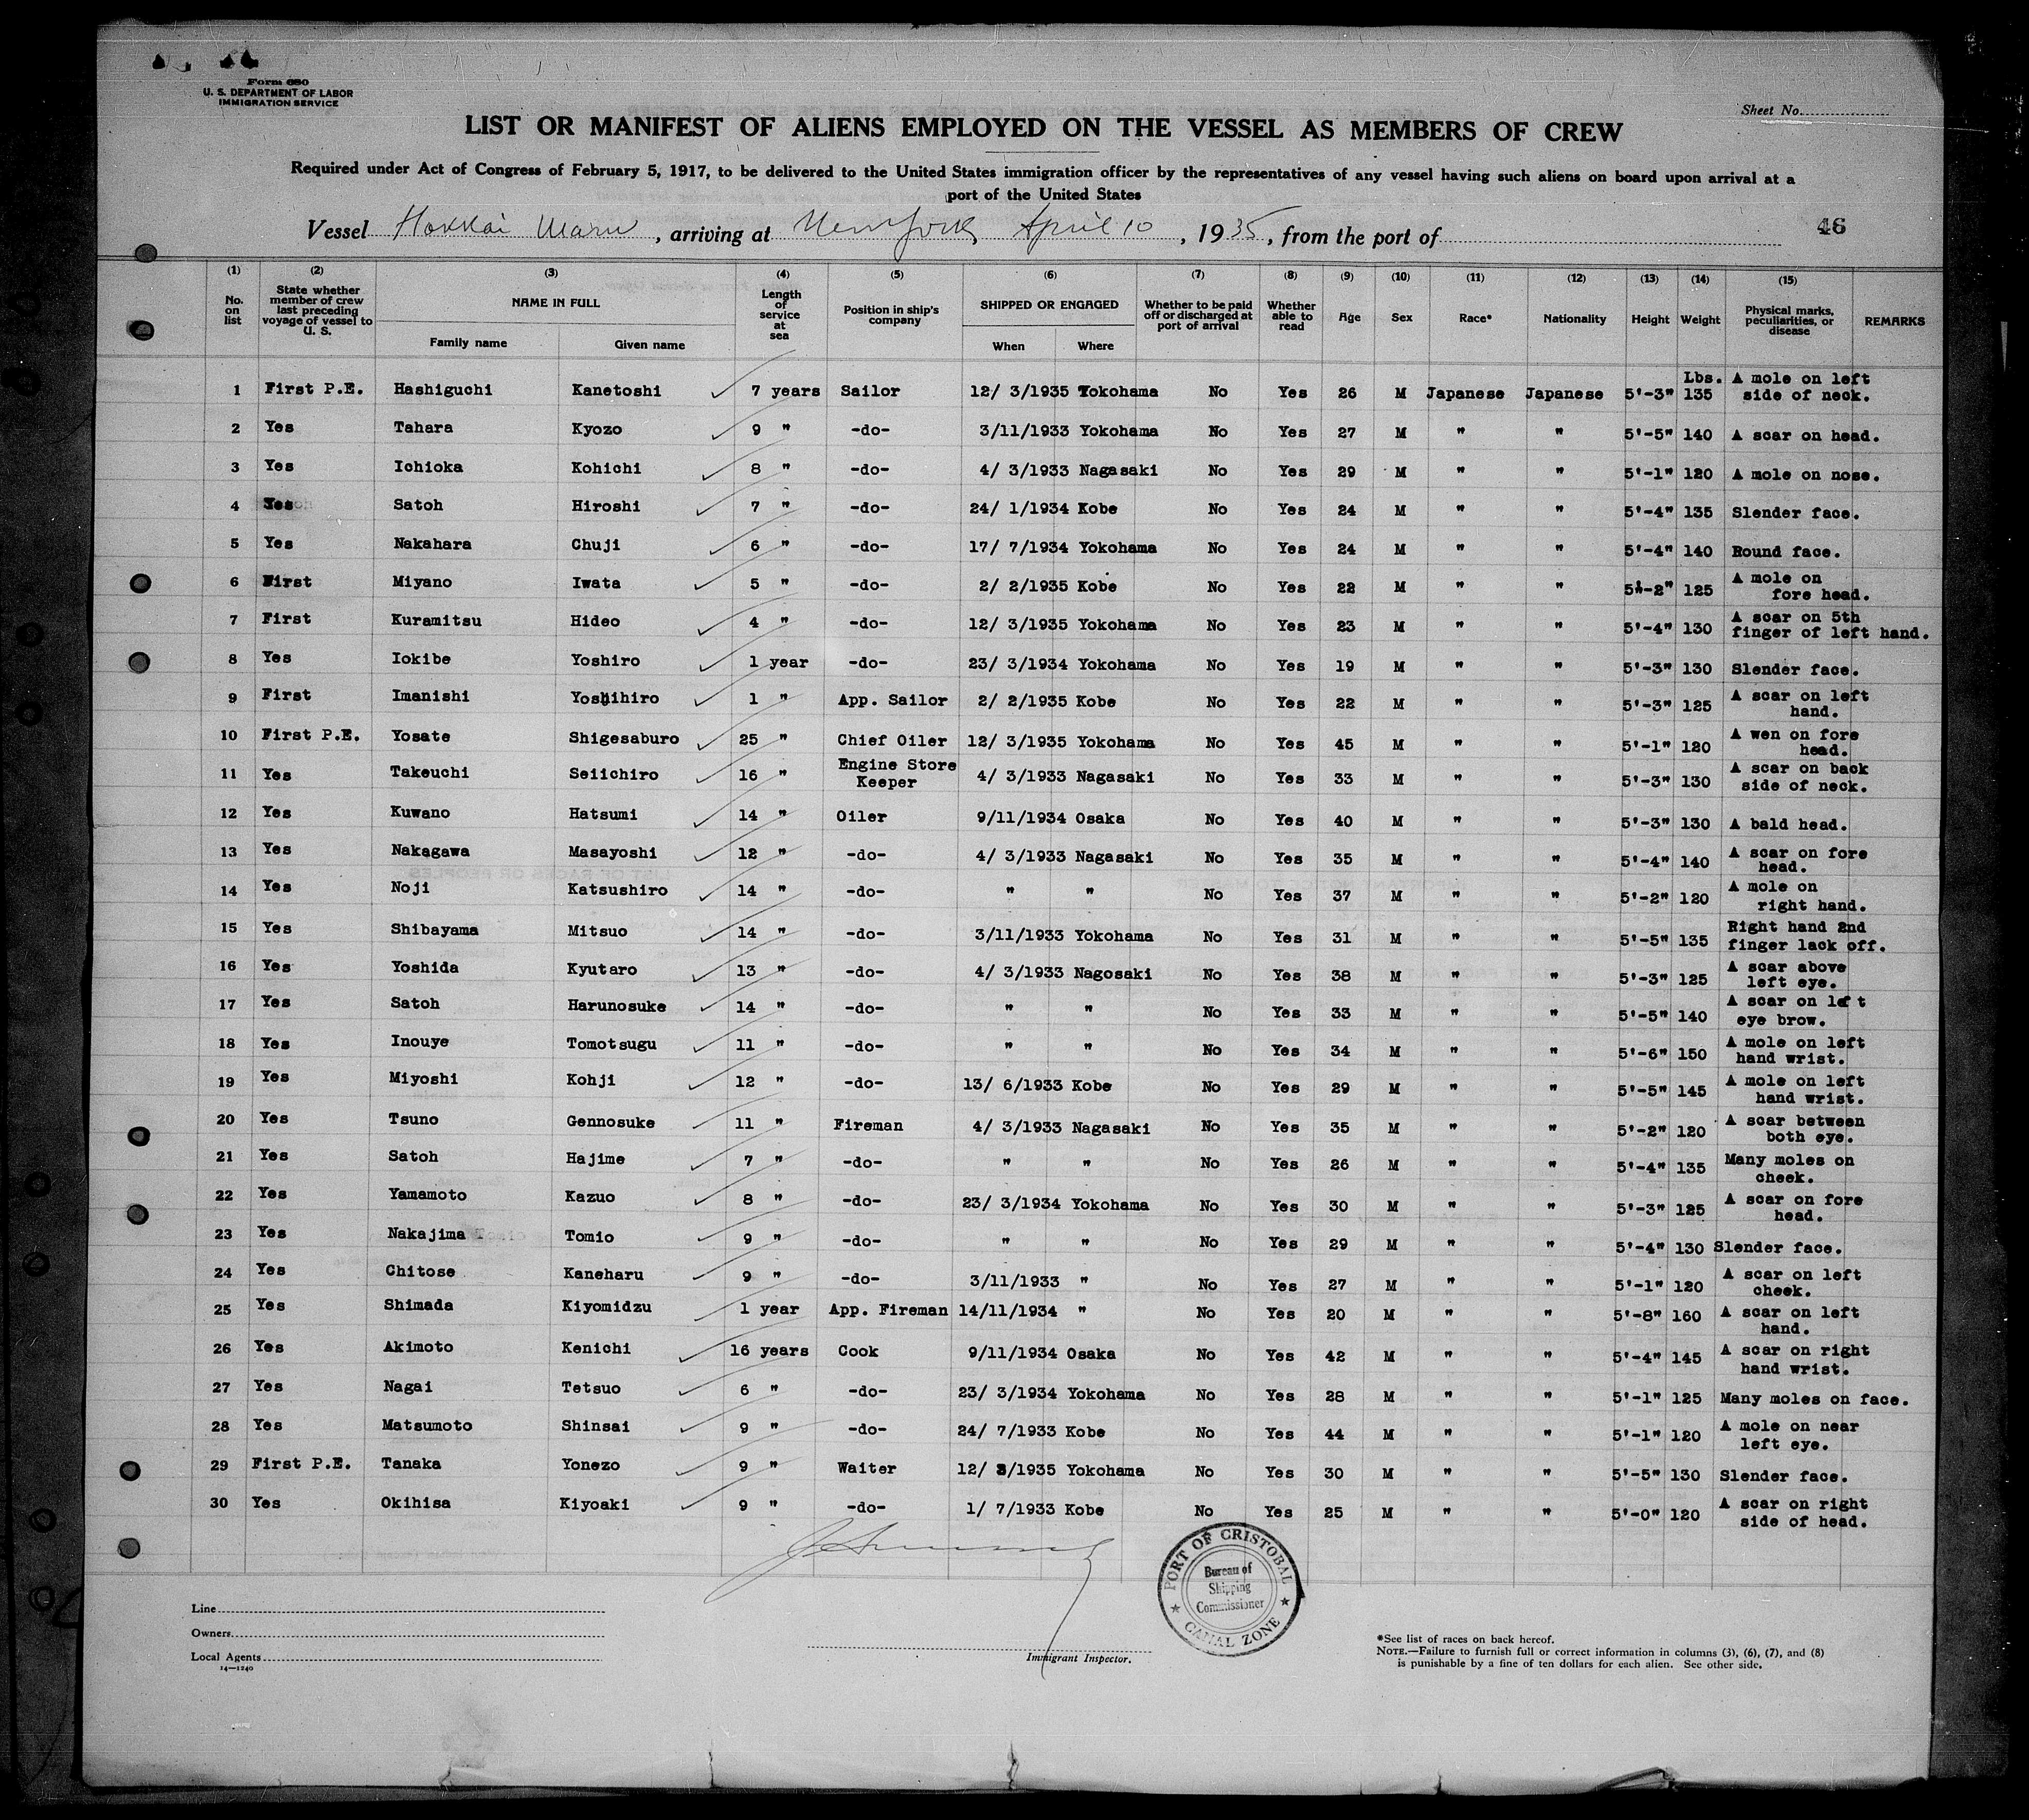 Form 680
U. S. DEPARTMENT OF LABOR
IMMIGRATION SERVICE
Sheet No.
LIST OR MANIFEST OF ALIENS EMPLOYED ON THE VESSEL AS MEMBERS OF CREW
Required under Act of Congress of February 5, 1917, to be delivered to the United States immigration officer by the representatives of any vessel having such aliens on board upon arrival at a
port of the United States
Vessel Hokkai Maru, arriving at New York April 10, 1935, from the port of
46
(1) (2) (3) (4) (5) (6) (7) (8) (9) (10) (11) (12) (13) (14) (15)
No. on list State whether member of crew last preceding voyage of vessel to U. S. NAME IN FULL Family name Given name Length of service at sea Position in ship's company SHIPPED OR ENGAGED When Where Whether to be paid off or discharged at port of arrival Whether able to read Age Sex Race* Nationality Height Weight Physical marks, peculiarities, or disease REMARKS
1 First P.E. Hashiguchi Kanetoshi 7 years Sailor 12/ 3/1935 Yokohama No Yes 26 M Japanese Japanese 5'-3" Lbs. 135 A mole on left side of neck.
2 Yes Tahara Kyozo 9 " -do- 3/11/1933 Yokohama No Yes 27 M " " 5'-5" 140 A scar on head.
3 Yes Ichioka Kohichi 8 " -do- 4/ 3/1933 Nagasaki No Yes 29 M " " 5'-1" 120 A mole on nose.
4 Yes Satoh Hiroshi 7 " -do- 24/ 1/1934 Kobe No Yes 24 M " " 5'-4" 135 Slender face.
5 Yes Nakahara Chuji 6 " -do- 17/ 7/1934 Yokohama No Yes 24 M " " 5'-4" 140 Round face.
6 First Miyano Iwata 5 " -do- 2/ 2/1935 Kobe No Yes 22 M " " 5'-2" 125 A mole on fore head.
7 First Kuramitsu Hideo 4 " -do- 12/ 3/1935 Yokohama No Yes 23 M " " 5'-4" 130 A scar on 5th finger of left hand.
8 Yes Iokibe Yoshiro 1 year -do- 23/ 3/1934 Yokohama No Yes 19 M " " 5'-3" 130 Slender face.
9 First Imanishi Yoshihiro 1 " App. Sailor 2/ 2/1935 Kobe No Yes 22 M " " 5'-3" 125 A scar on left hand.
10 First P.E. Yosate Shigesaburo 25 " Chief Oiler 12/ 3/1935 Yokohama No Yes 45 M " " 5'-1" 120 A wen on fore head.
11 Yes Takeuchi Seiichiro 16 " Engine Store Keeper 4/ 3/1933 Nagasaki No Yes 33 M " " 5'-3" 130 A scar on back side of neck.
12 Yes Kuwano Hatsumi 14 " Oiler 9/11/1934 Osaka No Yes 40 M " " 5'-3" 130 A bald head.
13 Yes Nakagawa Masayoshi 12 " -do- 4/ 3/1933 Nagasaki No Yes 35 M " " 5'-4" 140 A scar on fore head.
14 Yes Noji Katsushiro 14 " -do- " " No Yes 37 M " " 5'-2" 120 A mole on right hand.
15 Yes Shibayama Mitsuo 14 " -do- 3/11/1933 Yokohama No Yes 31 M " " 5'-5" 135 Right hand 2nd finger lack off.
16 Yes Yoshida Kyutaro 13 " -do- 4/ 3/1933 Nagosaki No Yes 38 M " " 5'-3" 125 A scar above left eye.
17 Yes Satoh Harunosuke 14 " -do- " " No Yes 33 M " " 5'-5" 140 A scar on left eye brow.
18 Yes Inouye Tomotsugu 11 " -do- " " No Yes 34 M " " 5'-6" 150 A mole on left hand wrist.
19 Yes Miyoshi Kohji 12 " -do- 13/ 6/1933 Kobe No Yes 29 M " " 5'-5" 145 A mole on left hand wrist.
20 Yes Tsuno Gennosuke 11 " Fireman 4/ 3/1933 Nagasaki No Yes 35 M " " 5'-2" 120 A scar between both eye.
21 Yes Satoh Hajime 7 " -do- " " No Yes 26 M " " 5'-4" 135 Many moles on cheek.
22 Yes Yamamoto Kazuo 8 " -do- 23/ 3/1934 Yokohama No Yes 30 M " " 5'-3" 125 A scar on fore head.
23 Yes Nakajima Tomio 9 " -do- " " No Yes 29 M " " 5'-4" 130 Slender face.
24 Yes Chitose Kaneharu 9 " -do- 3/11/1933 " No Yes 27 M " " 5'-1" 120 A scar on left cheek.
25 Yes Shimada Kiyomidzu 1 year App. Fireman 14/11/1934 " No Yes 20 M " " 5'-8" 160 A scar on left hand.
26 Yes Akimoto Kenichi 16 years Cook 9/11/1934 Osaka No Yes 42 M " " 5'-4" 145 A scar on right hand wrist.
27 Yes Nagai Tetsuo 6 " -do- 23/ 3/1934 Yokohama No Yes 28 M " " 5'-1" 125 Many moles on face.
28 Yes Matsumoto Shinsai 9 " -do- 24/ 7/1933 Kobe No Yes 44 M " " 5'-1" 120 A mole on near left eye.
29 First P.E. Tanaka Yonezo 9 " Waiter 12/ 3/1935 Yokohama No Yes 30 M " " 5'-5" 130 Slender face.
30 Yes Okihisa Kiyoaki 9 " -do- 1/ 7/1933 Kobe No Yes 25 M " " 5'-0" 120 A scar on right side of head.
PORT OF CRISTOBAL
Bureau of
Shipping
Commissioner
CANAL ZONE
Line
Owners
Local Agents
14—1240
Immigrant Inspector.
*See list of races on back hereof.
NOTE.—Failure to furnish full or correct information in columns (3), (6), (7), and (8)
is punishable by a fine of ten dollars for each alien. See other side.